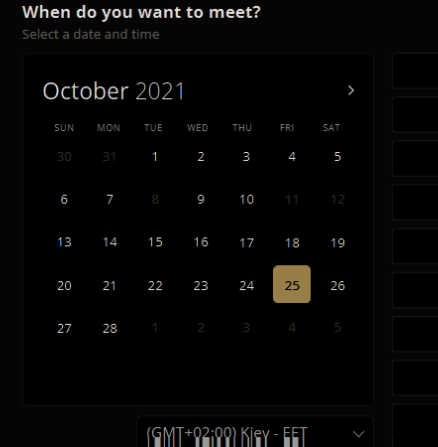 When do you want to meet?
Select a date and time
October 2021
SUN MON TUE WED THU FRI SAT
30 31 1 2 3 4 5
6 7 8 9 10 11 12
13 14 15 16 17 18 19
20 21 22 23 24 25 26
27 28 1 2 3 4 5
(GMT+02:00) Kiev - EET